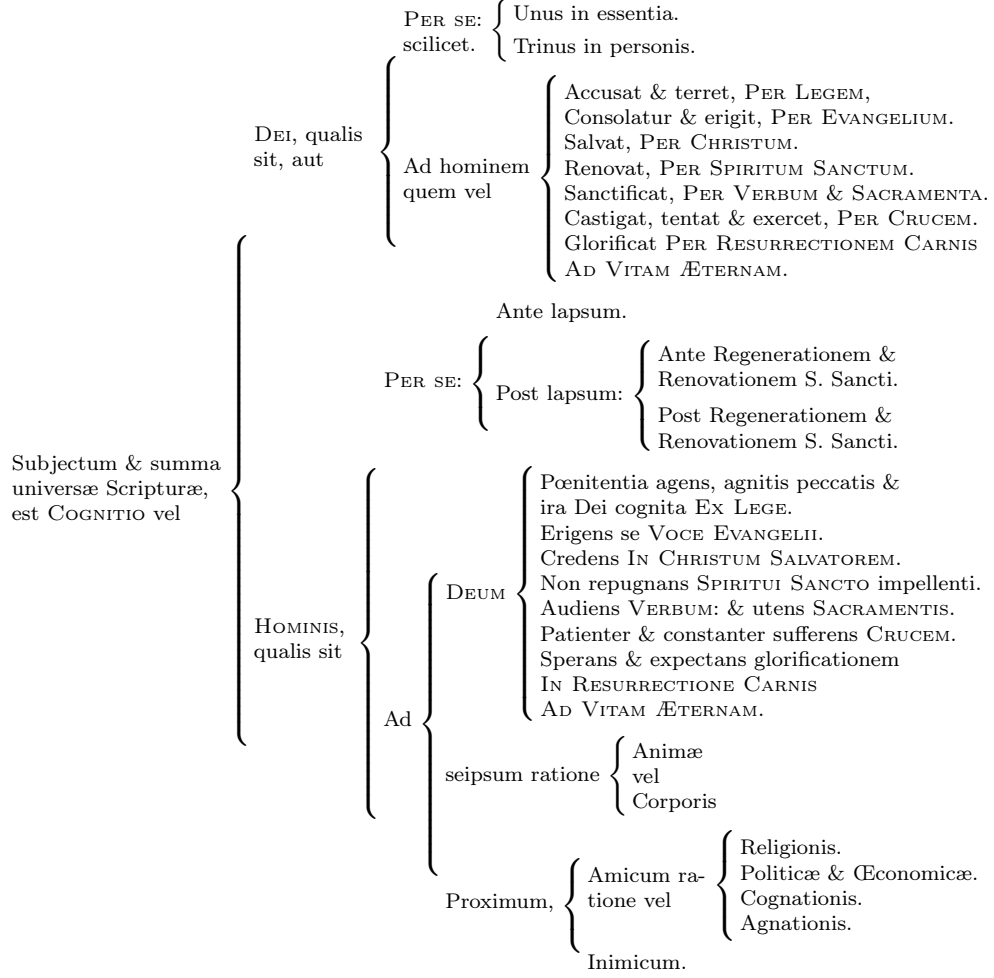 PER SE:
scilicet.
Unus in essentia.
Trinus in personis.
DEI, qualis
sit, aut
Ad hominem
quem vel
Accusat & terret, PER LEGEM,
Consolatur & erigit, PER EVANGELIUM.
Salvat, PER CHRISTUM.
Renovat, PER SPIRITUM SANCTUM.
Sanctificat, PER VERBUM & SACRAMENTA.
Castigat, tentat & exercet, PER CRUCEM.
Glorificat PER RESURRECTIONEM CARNIS
AD VITAM ÆTERNAM.
Subjectum & summa
universæ Scripturæ,
est COGNITIO vel
HOMINIS,
qualis sit
PER SE:
Ante lapsum.
Post lapsum:
Ante Regenerationem &
Renovationem S. Sancti.
Post Regenerationem &
Renovationem S. Sancti.
Ad
DEUM
Pœnitentia agens, agnitis peccatis &
ira Dei cognita EX LEGE.
Erigens se VOCE EVANGELII.
Credens IN CHRISTUM SALVATOREM.
Non repugnans SPIRITUI SANCTO impellenti.
Audiens VERBUM: & utens SACRAMENTIS.
Patienter & constanter sufferens CRUCEM.
Sperans & expectans glorificationem
IN RESURRECTIONE CARNIS
AD VITAM ÆTERNAM.
seipsum ratione
Animæ
vel
Corporis
Proximum,
Amicum ra-
tione vel
Religionis.
Politicæ & Œconomicæ.
Cognationis.
Agnationis.
Inimicum.